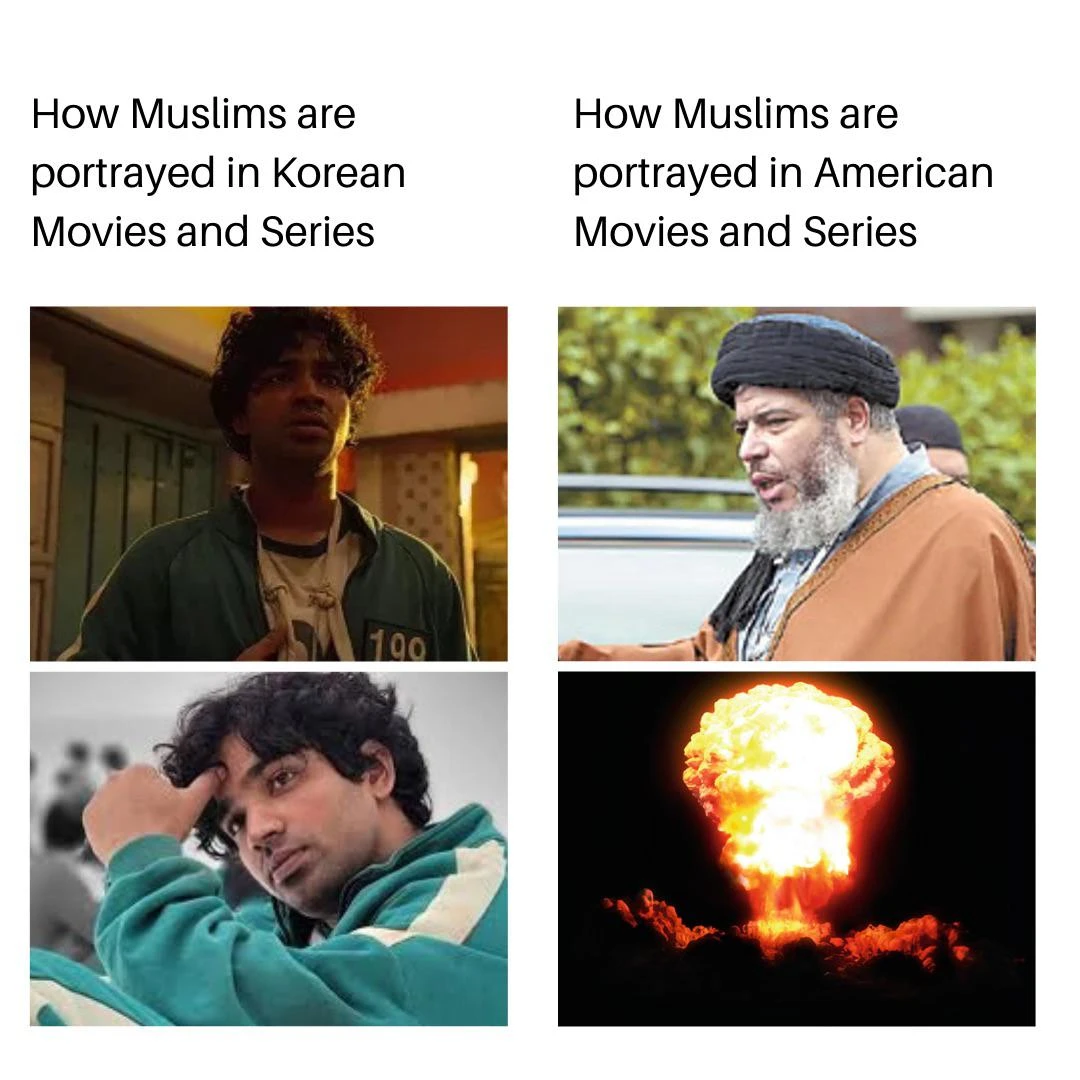 How Muslims are
portrayed in Korean
Movies and Series
How Muslims are
portrayed in American
Movies and Series
199